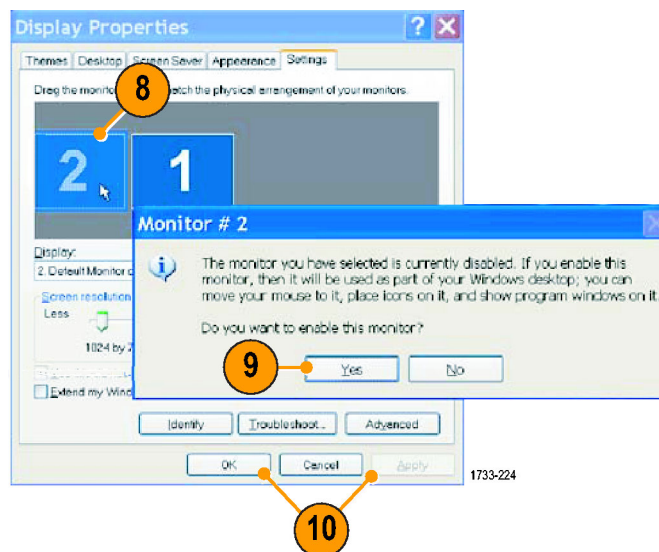 Display Properties
Themes Desktop Screen Saver Appearance Settings
Drag the monitor atch the physical arrangement of your monitors.
8
2 1
Monitor # 2
The monitor you have selected is currently disabled. If you enable this
monitor, then it will be used as part of your Windows desktop; you can
move your mouse to it, place icons on it, and show program windows on it.
Do you want to enable this monitor?
9
Yes No
Display:
2. Default Monitor
Screen resolution
Less
1024 by 7
Extend my Wind
Identify Troubleshoot... Advanced
OK Cancel Apply
1733-224
10